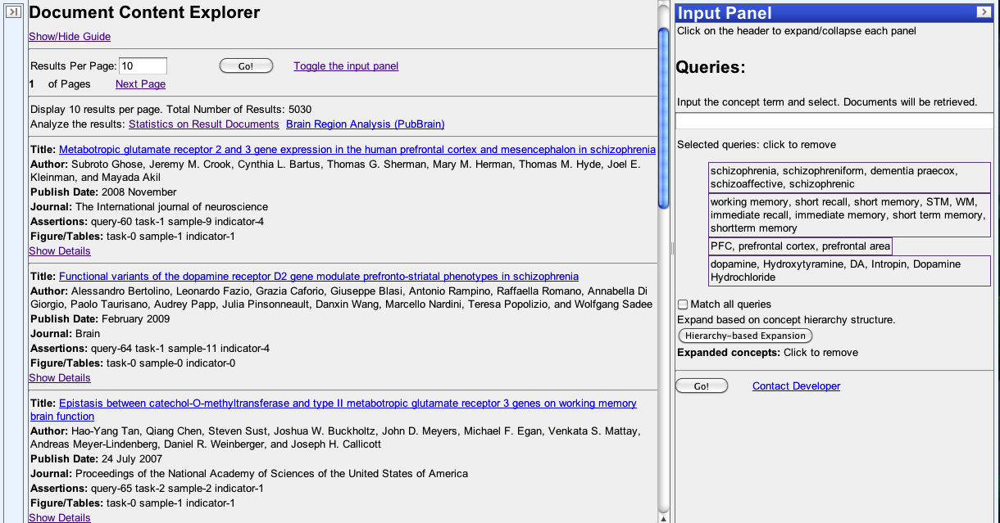 Document Content Explorer
Show/Hide Guide
Results Per Page: 10 Go! Toggle the input panel
1 of Pages Next Page
Display 10 results per page. Total Number of Results: 5030
Analyze the results: Statistics on Result Documents Brain Region Analysis (PubBrain)
Title: Metabotropic glutamate receptor 2 and 3 gene expression in the human prefrontal cortex and mesencephalon in schizophrenia
Author: Subroto Ghose, Jeremy M. Crook, Cynthia L. Bartus, Thomas G. Sherman, Mary M. Herman, Thomas M. Hyde, Joel E.
Kleinman, and Mayada Akil
Publish Date: 2008 November
Journal: The International journal of neuroscience
Assertions: query-60 task-1 sample-9 indicator-4
Figure/Tables: task-0 sample-1 indicator-1
Show Details
Title: Functional variants of the dopamine receptor D2 gene modulate prefronto-striatal phenotypes in schizophrenia
Author: Alessandro Bertolino, Leonardo Fazio, Grazia Caforio, Giuseppe Blasi, Antonio Rampino, Raffaella Romano, Annabella Di
Giorgio, Paolo Taurisano, Audrey Papp, Julia Pinsonneault, Danxin Wang, Marcello Nardini, Teresa Popolizio, and Wolfgang Sadee
Publish Date: February 2009
Journal: Brain
Assertions: query-64 task-1 sample-11 indicator-4
Figure/Tables: task-0 sample-0 indicator-0
Show Details
Title: Epistasis between catechol-O-methyltransferase and type II metabotropic glutamate receptor 3 genes on working memory
brain function
Author: Hao-Yang Tan, Qiang Chen, Steven Sust, Joshua W. Buckholtz, John D. Meyers, Michael F. Egan, Venkata S. Mattay,
Andreas Meyer-Lindenberg, Daniel R. Weinberger, and Joseph H. Callicott
Publish Date: 24 July 2007
Journal: Proceedings of the National Academy of Sciences of the United States of America
Assertions: query-65 task-2 sample-2 indicator-1
Figure/Tables: task-0 sample-1 indicator-1
Show Details
Input Panel
Click on the header to expand/collapse each panel
Queries:
Input the concept term and select. Documents will be retrieved.
Selected queries: click to remove
schizophrenia, schizophreniform, dementia praecox,
schizoaffective, schizophrenic
working memory, short recall, short memory, STM, WM,
immediate recall, immediate memory, short term memory,
shortterm memory
PFC, prefrontal cortex, prefrontal area
dopamine, Hydroxytyramine, DA, Intropin, Dopamine
Hydrochloride
Match all queries
Expand based on concept hierarchy structure.
Hierarchy-based Expansion
Expanded concepts: Click to remove
Go! Contact Developer